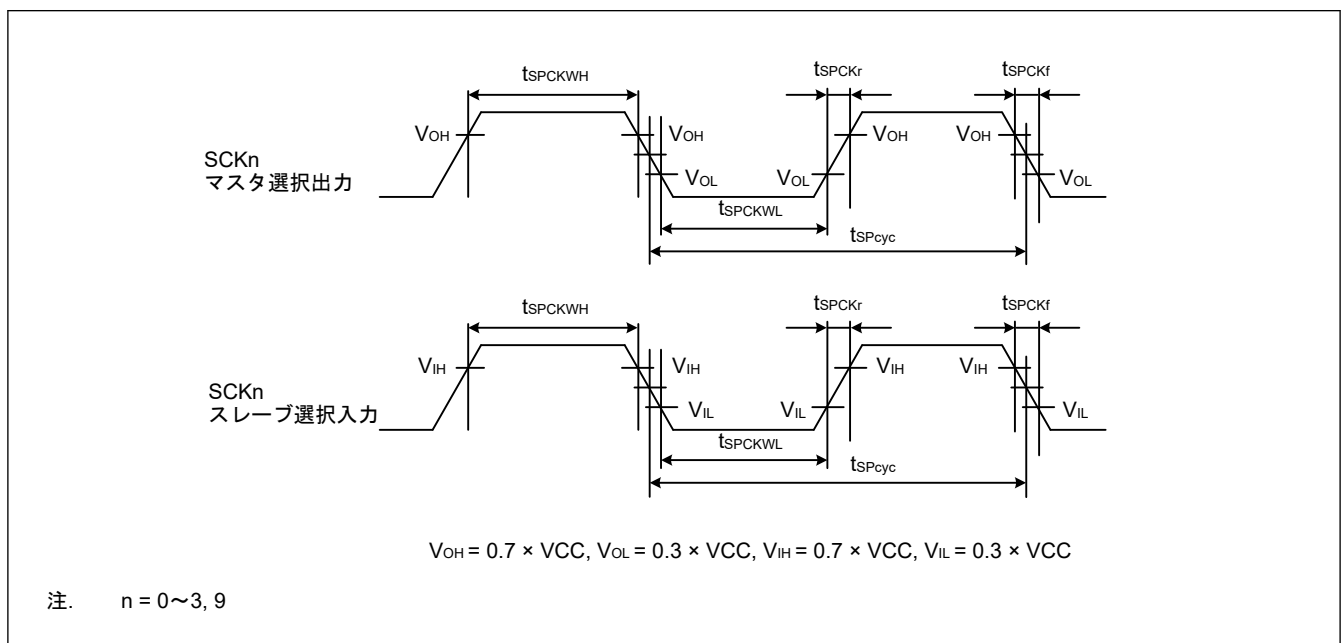 tSPCKWH
tSPCKr
tSPCKf
VOH
VOH
VOH
VOH
SCKn
マスタ選択出力
VOL
VOL
VOL
tSPCKWL
tSPcyc
tSPCKWH
tSPCKr
tSPCKf
VIH
VIH
VIH
VIH
SCKn
スレーブ選択入力
VIL
VIL
VIL
tSPCKWL
tSPcyc
VOH = 0.7 × VCC, VOL = 0.3 × VCC, VIH = 0.7 × VCC, VIL = 0.3 × VCC
注. n = 0～3, 9